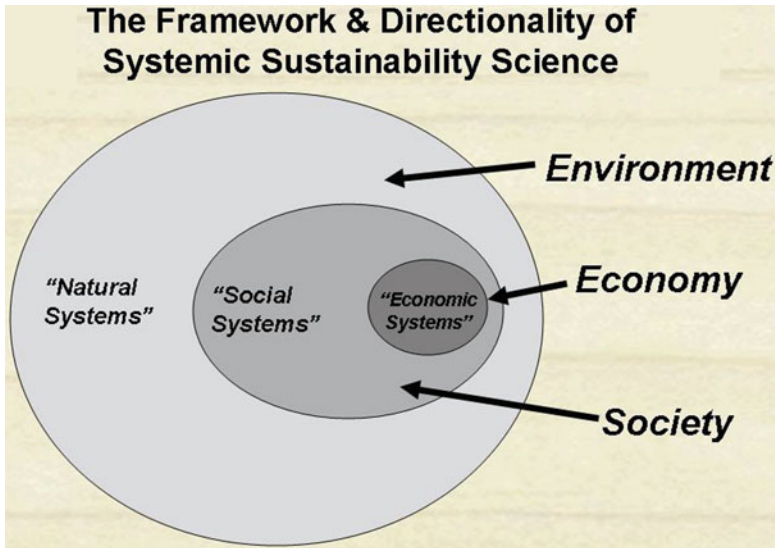 The Framework & Directionality of
Systemic Sustainability Science
Environment
“Natural
Systems”
“Social
Systems”
“Economic
Systems”
Economy
Society